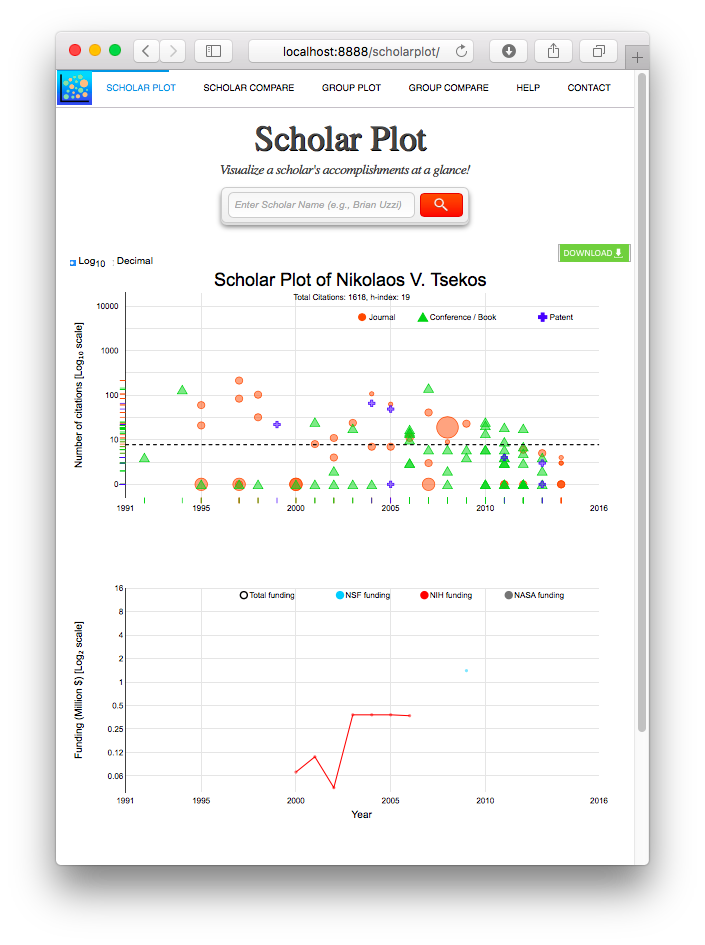 localhost:8888/scholarplot/
SCHOLAR PLOT SCHOLAR COMPARE GROUP PLOT GROUP COMPARE HELP CONTACT
Scholar Plot
Visualize a scholar's accomplishments at a glance!
Enter Scholar Name (e.g., Brian Uzzi)
DOWNLOAD
Log10 Decimal
Scholar Plot of Nikolaos V. Tsekos
Total Citations: 1618, h-index: 19
Journal Conference / Book Patent
Number of citations [Log10 scale]
10000
1000
100
10
0
1991 1995 2000 2005 2010 2016
Total funding NSF funding NIH funding NASA funding
Funding (Million $) [Log2 scale]
16
8
4
2
1
0.5
0.25
0.12
0.06
1991 1995 2000 2005 2010 2016
Year